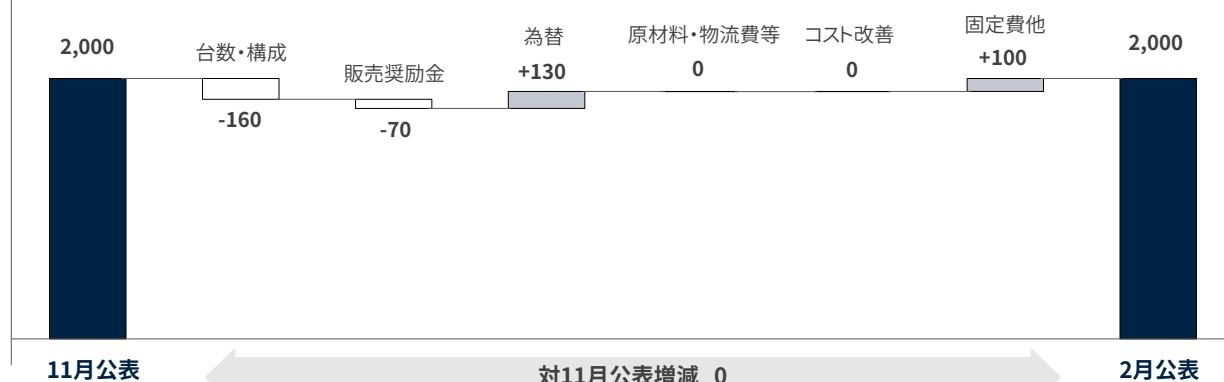 2,000
台数・構成
-160
販売奨励金
-70
為替
+130
原材料・物流費等
0
コスト改善
0
固定費他
+100
2,000
11月公表
対11月公表増減 0
2月公表